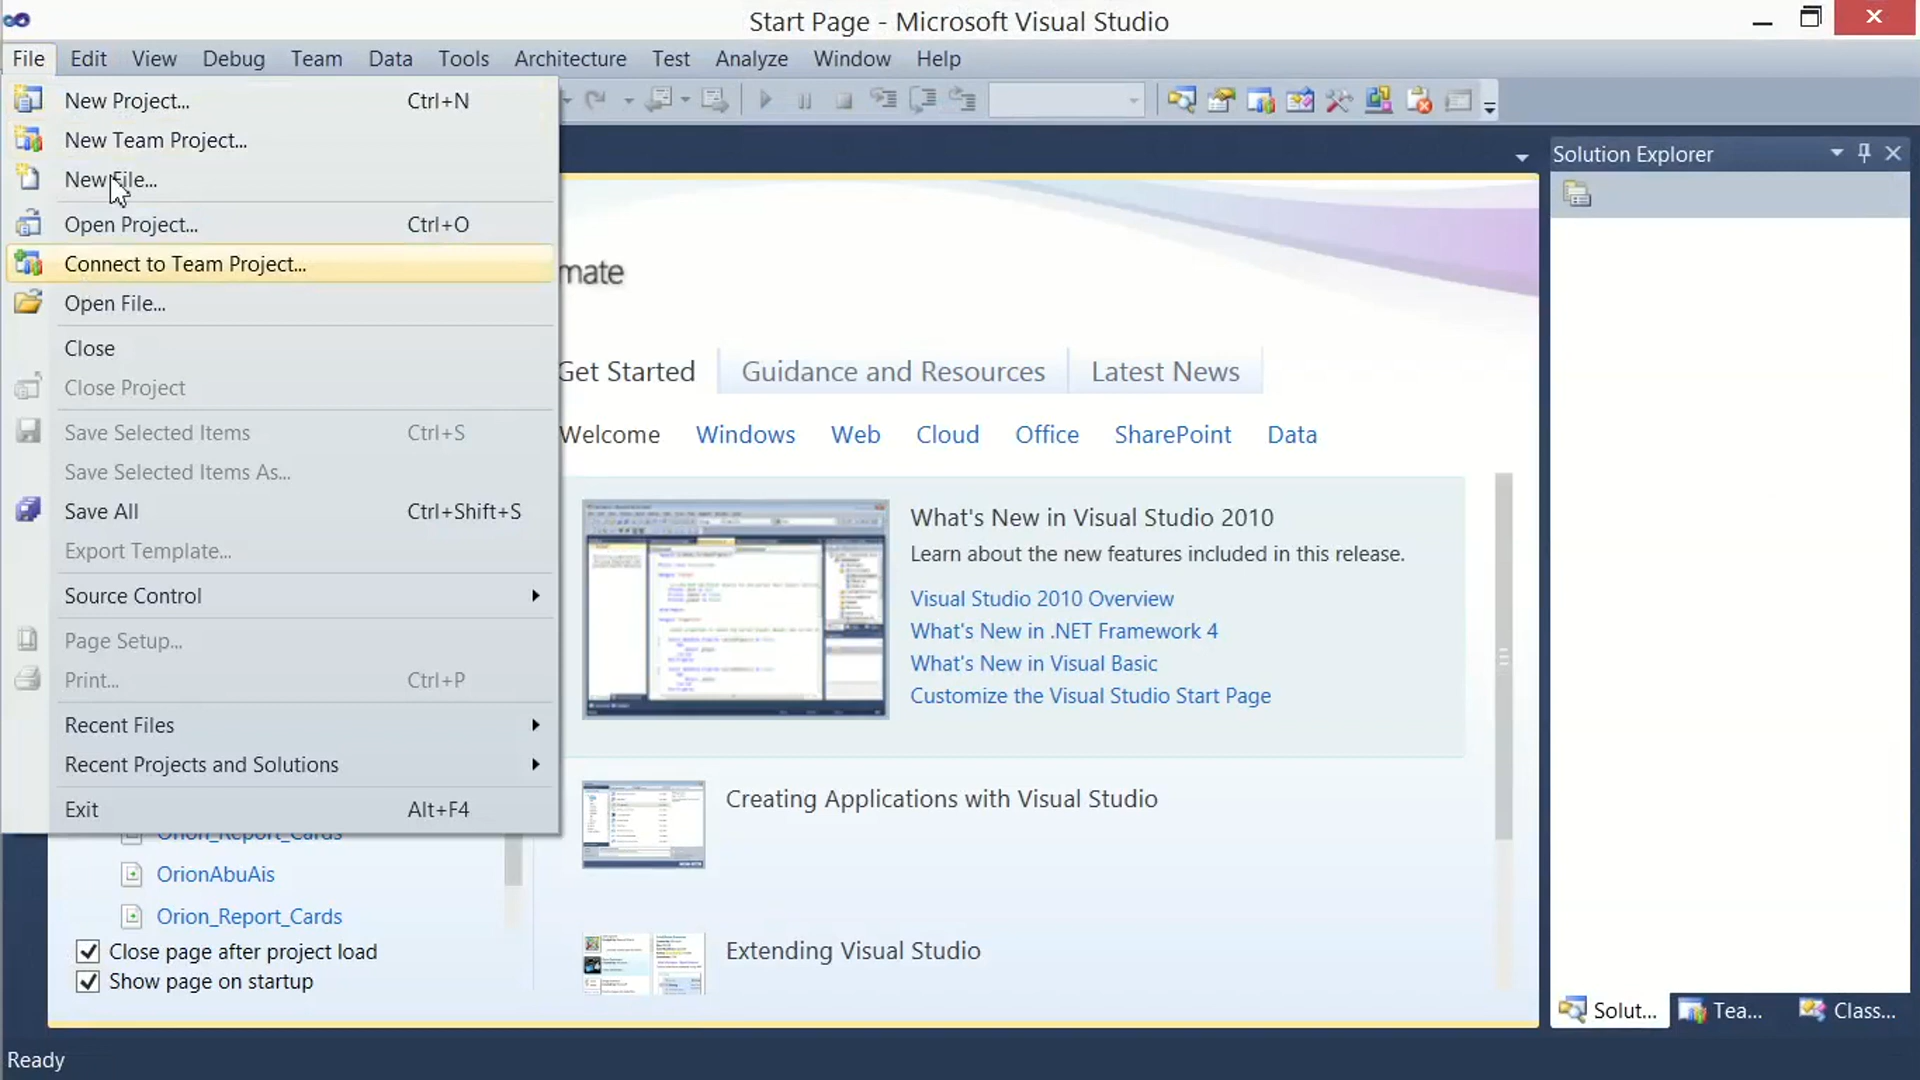 Start Page - Microsoft Visual Studio
File Edit View Debug Team Data Tools Architecture Test Analyze Window Help
New Project... Ctrl+N
New Team Project...
New File...
Open Project... Ctrl+O
Connect to Team Project...
Open File...
Close
Close Project
Save Selected Items Ctrl+S
Save Selected Items As...
Save All Ctrl+Shift+S
Export Template...
Source Control
Page Setup...
Print... Ctrl+P
Recent Files
Recent Projects and Solutions
Exit Alt+F4
Orion_Report_Cards
OrionAbuAis
Orion_Report_Cards
Close page after project load
Show page on startup
mate
Get Started Guidance and Resources Latest News
Welcome Windows Web Cloud Office SharePoint Data
What's New in Visual Studio 2010
Learn about the new features included in this release.
Visual Studio 2010 Overview
What's New in .NET Framework 4
What's New in Visual Basic
Customize the Visual Studio Start Page
Creating Applications with Visual Studio
Extending Visual Studio
Solution Explorer
Solut... Tea... Class...
Ready